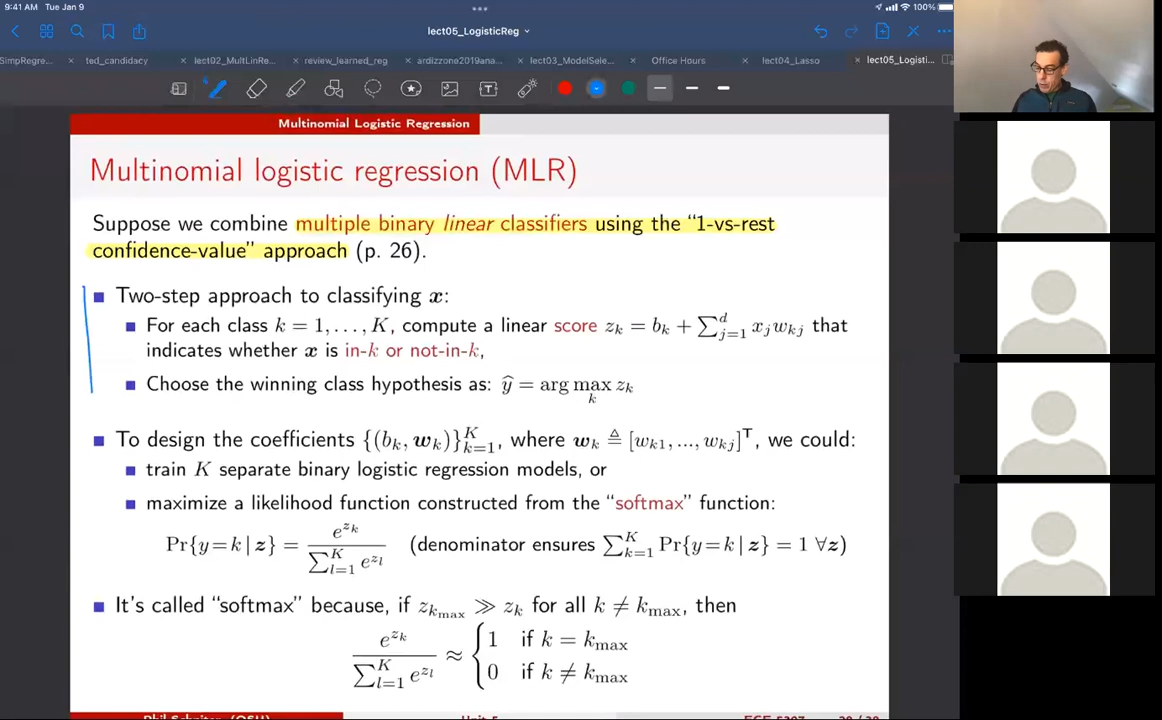 9:41 AM Tue Jan 9
100%
lect05_LogisticReg
SimpRegre...
ted_candidacy
lect02_MultLinRe...
review_learned_reg
ardizzone2019ana...
lect03_ModelSele...
Office Hours
lect04_Lasso
lect05_Logisti...
Multinomial Logistic Regression
Multinomial logistic regression (MLR)
Suppose we combine multiple binary linear classifiers using the “1-vs-rest
confidence-value” approach (p. 26).
Two-step approach to classifying x:
For each class k = 1, . . . , K, compute a linear score z_k = b_k + ∑_{j=1}^d x_j w_{kj} that
indicates whether x is in-k or not-in-k,
Choose the winning class hypothesis as: ŷ = arg max_k z_k
To design the coefficients {(b_k, w_k)}_{k=1}^K, where w_k ≜ [w_{k1}, ..., w_{kj}]^T, we could:
train K separate binary logistic regression models, or
maximize a likelihood function constructed from the “softmax” function:
Pr{y=k | z} = e^{z_k} / ∑_{l=1}^K e^{z_l} (denominator ensures ∑_{k=1}^K Pr{y=k | z} = 1 ∀z)
It's called “softmax” because, if z_{k_max} ≫ z_k for all k ≠ k_max, then
e^{z_k} / ∑_{l=1}^K e^{z_l} ≈ { 1 if k = k_max
0 if k ≠ k_max
Phil Schniter (OSU)
Unit 5